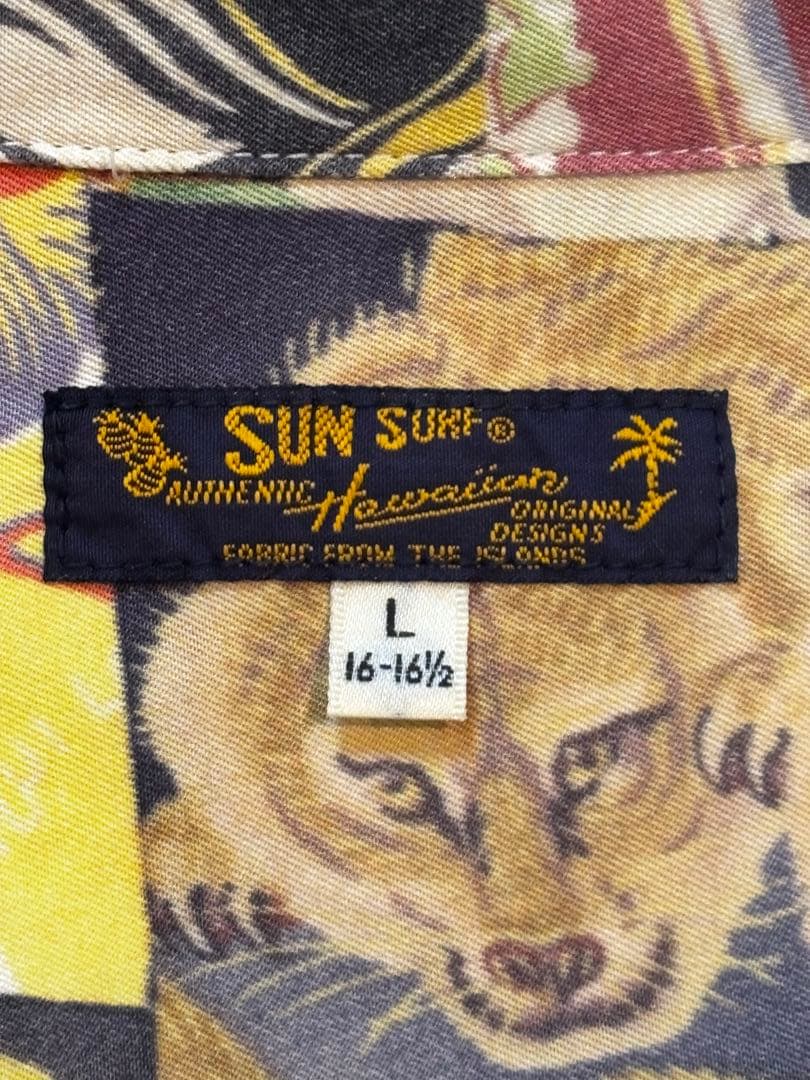 SUN SURF®
AUTHENTIC Hawaiian ORIGINAL
DESIGNS
FABRIC FROM THE ISLANDS
L
16-16½